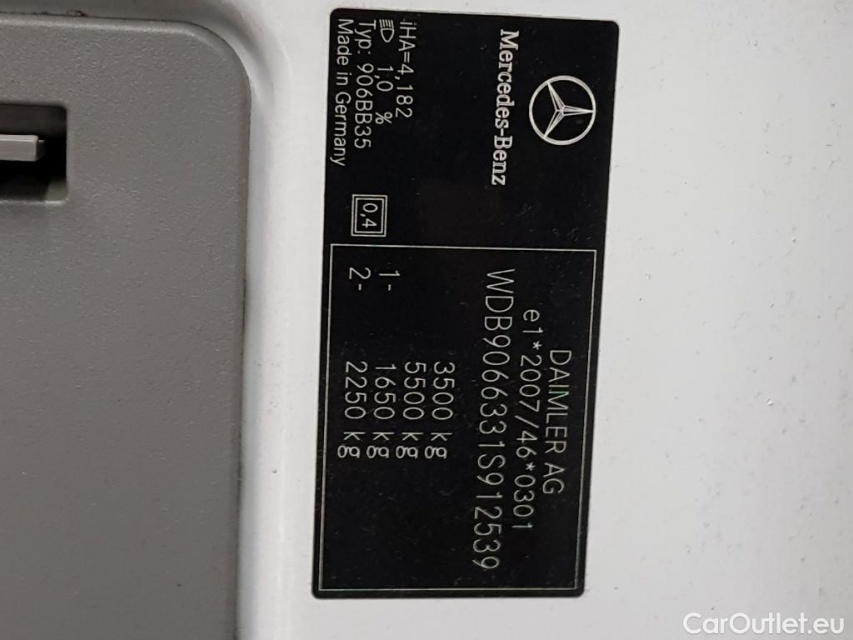 Mercedes-Benz
iHA=4,182
1,0 %
Typ: 906BB35
Made in Germany
0,4
DAIMLER AG
e1*2007/46*0301
WDB9066331S912539
3500 kg
5500 kg
1- 1650 kg
2- 2250 kg
CarOutlet.eu